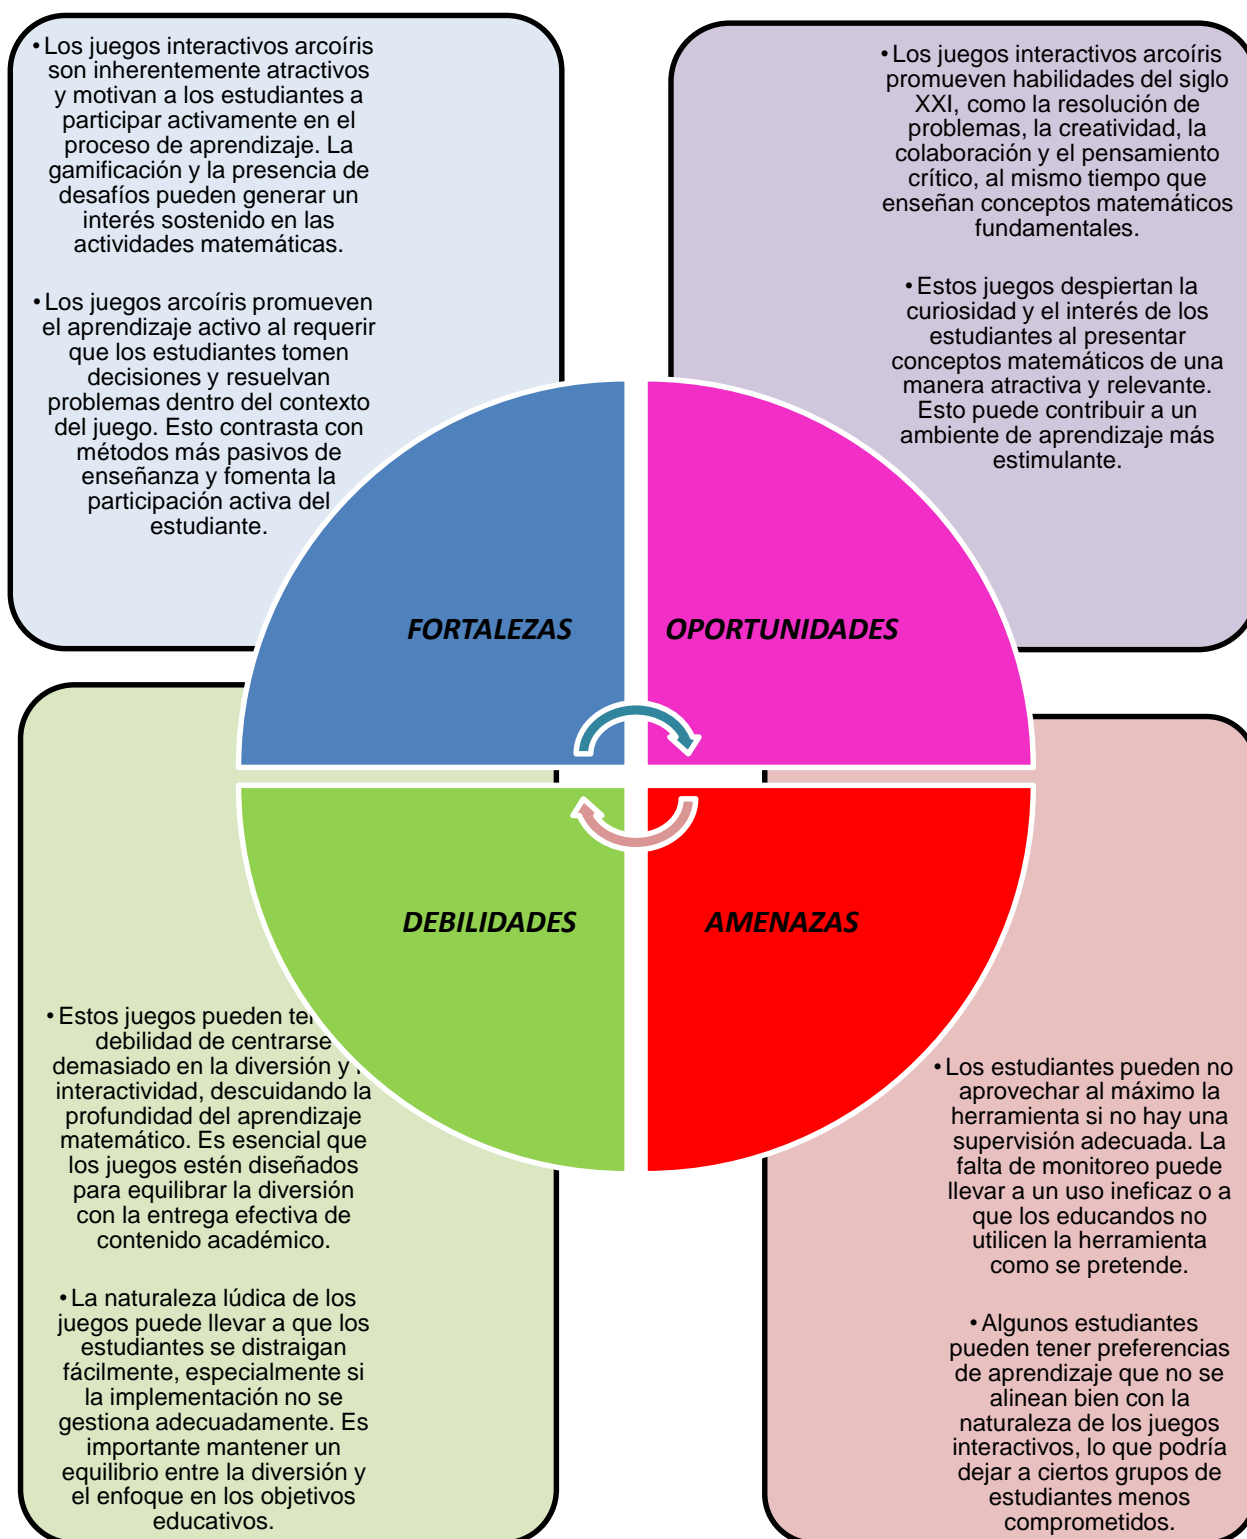 • Los juegos interactivos arcoíris
son inherentemente atractivos
y motivan a los estudiantes a
participar activamente en el
proceso de aprendizaje. La
gamificación y la presencia de
desafíos pueden generar un
interés sostenido en las
actividades matemáticas.
• Los juegos arcoíris promueven
el aprendizaje activo al requerir
que los estudiantes tomen
decisiones y resuelvan
problemas dentro del contexto
del juego. Esto contrasta con
métodos más pasivos de
enseñanza y fomenta la
participación activa del
estudiante.
• Los juegos interactivos arcoíris
promueven habilidades del siglo
XXI, como la resolución de
problemas, la creatividad, la
colaboración y el pensamiento
crítico, al mismo tiempo que
enseñan conceptos matemáticos
fundamentales.
• Estos juegos despiertan la
curiosidad y el interés de los
estudiantes al presentar
conceptos matemáticos de una
manera atractiva y relevante.
Esto puede contribuir a un
ambiente de aprendizaje más
estimulante.
FORTALEZAS
OPORTUNIDADES
DEBILIDADES
AMENAZAS
• Estos juegos pueden
debilidad de centrarse
demasiado en la diversión y
interactividad, descuidando la
profundidad del aprendizaje
matemático. Es esencial que
los juegos estén diseñados
para equilibrar la diversión
con la entrega efectiva de
contenido académico.
• La naturaleza lúdica de los
juegos puede llevar a que los
estudiantes se distraigan
fácilmente, especialmente si
la implementación no se
gestiona adecuadamente. Es
importante mantener un
equilibrio entre la diversión y
el enfoque en los objetivos
educativos.
• Los estudiantes pueden no
aprovechar al máximo la
herramienta si no hay una
supervisión adecuada. La
falta de monitoreo puede
llevar a un uso ineficaz o a
que los educandos no
utilicen la herramienta
como se pretende.
• Algunos estudiantes
pueden tener preferencias
de aprendizaje que no se
alinean bien con la
naturaleza de los juegos
interactivos, lo que podría
dejar a ciertos grupos de
estudiantes menos
comprometidos.